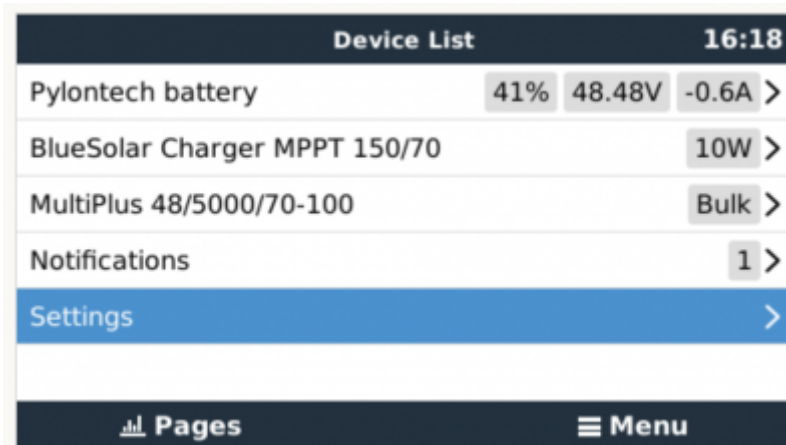 Device List 16:18
Pylontech battery 41% 48.48V -0.6A
BlueSolar Charger MPPT 150/70 10W
MultiPlus 48/5000/70-100 Bulk
Notifications 1
Settings
Pages Menu